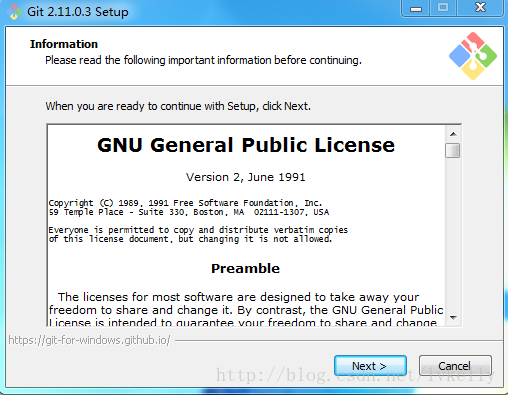 Git 2.11.0.3 Setup
Information
Please read the following important information before continuing.
When you are ready to continue with Setup, click Next.
GNU General Public License
Version 2, June 1991
Copyright (C) 1989, 1991 Free Software Foundation, Inc.
59 Temple Place - Suite 330, Boston, MA  02111-1307, USA
Everyone is permitted to copy and distribute verbatim copies
of this license document, but changing it is not allowed.
Preamble
The licenses for most software are designed to take away your
freedom to share and change it. By contrast, the GNU General Public
License is intended to guarantee your freedom to share and change
https://git-for-windows.github.io/
Next >
Cancel
http://blog.csdn.net/lvkelly